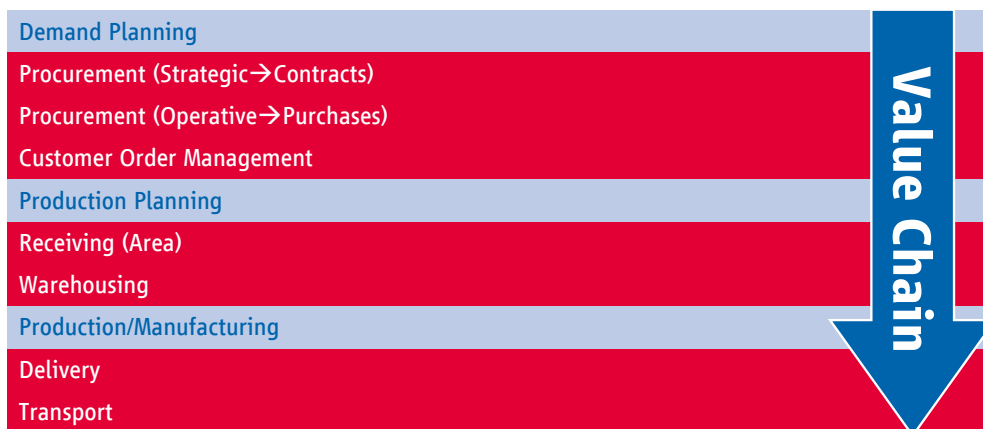 Demand Planning
Procurement (Strategic→Contracts)
Procurement (Operative→Purchases)
Customer Order Management
Production Planning
Receiving (Area)
Warehousing
Production/Manufacturing
Delivery
Transport
Value Chain